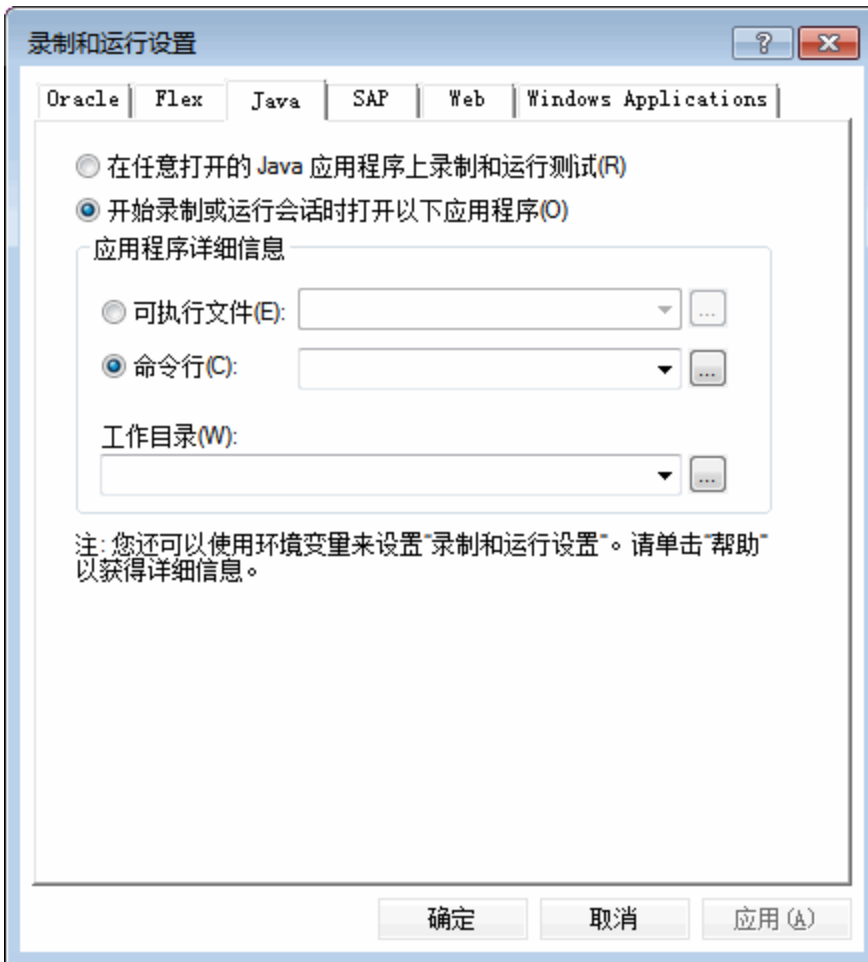 录制和运行设置
Oracle Flex Java SAP Web Windows Applications
在任意打开的 Java 应用程序上录制和运行测试(R)
开始录制或运行会话时打开以下应用程序(O)
应用程序详细信息
可执行文件(E): ...
命令行(C): ...
工作目录(W):
...
注: 您还可以使用环境变量来设置"录制和运行设置"。请单击"帮助"
以获得详细信息。
确定 取消 应用(A)